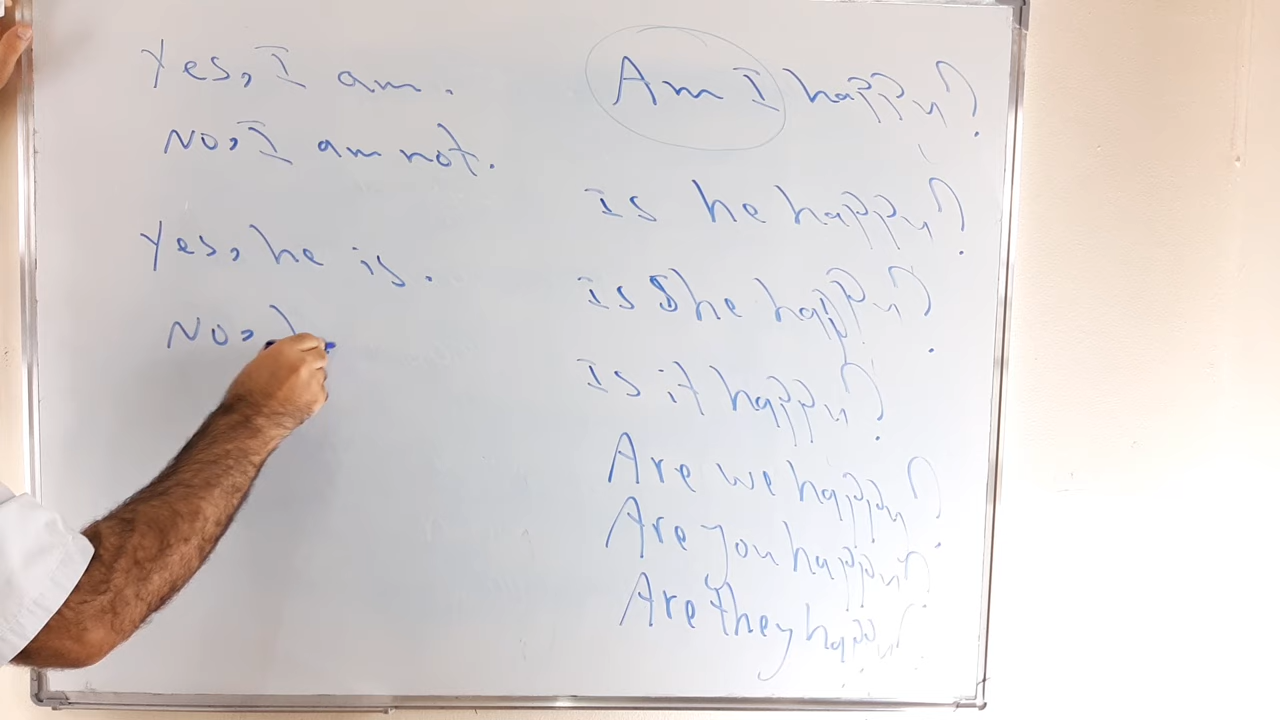 Yes, I am.
No, I am not.
Yes, he is.
No, h
Am I happy?
Is he happy?
Is She happy?
Is it happy?
Are we happy?
Are you happy?
Are they happy?